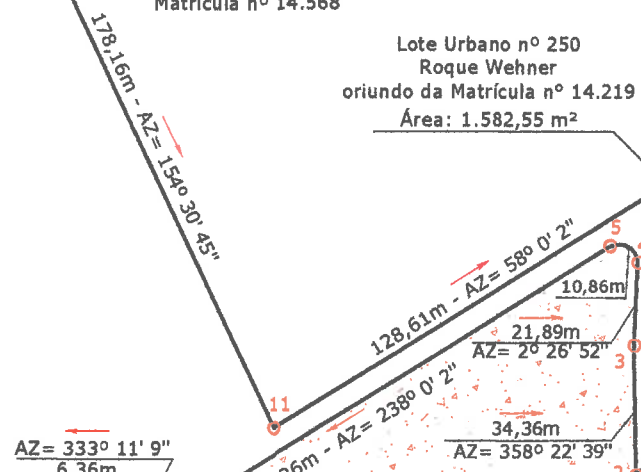 Matrícula nº 14.568
178,16m - AZ= 154º 30' 45"
Lote Urbano nº 250
Roque Wehner
oriundo da Matrícula nº 14.219
Área: 1.582,55 m²
5
10,86m
128,61m - AZ= 58º 0' 2"
21,89m
AZ= 2º 26' 52"
3
11
AZ= 238º 0' 2"
34,36m
AZ= 358º 22' 39"
AZ= 333º 11' 9"
6,36m